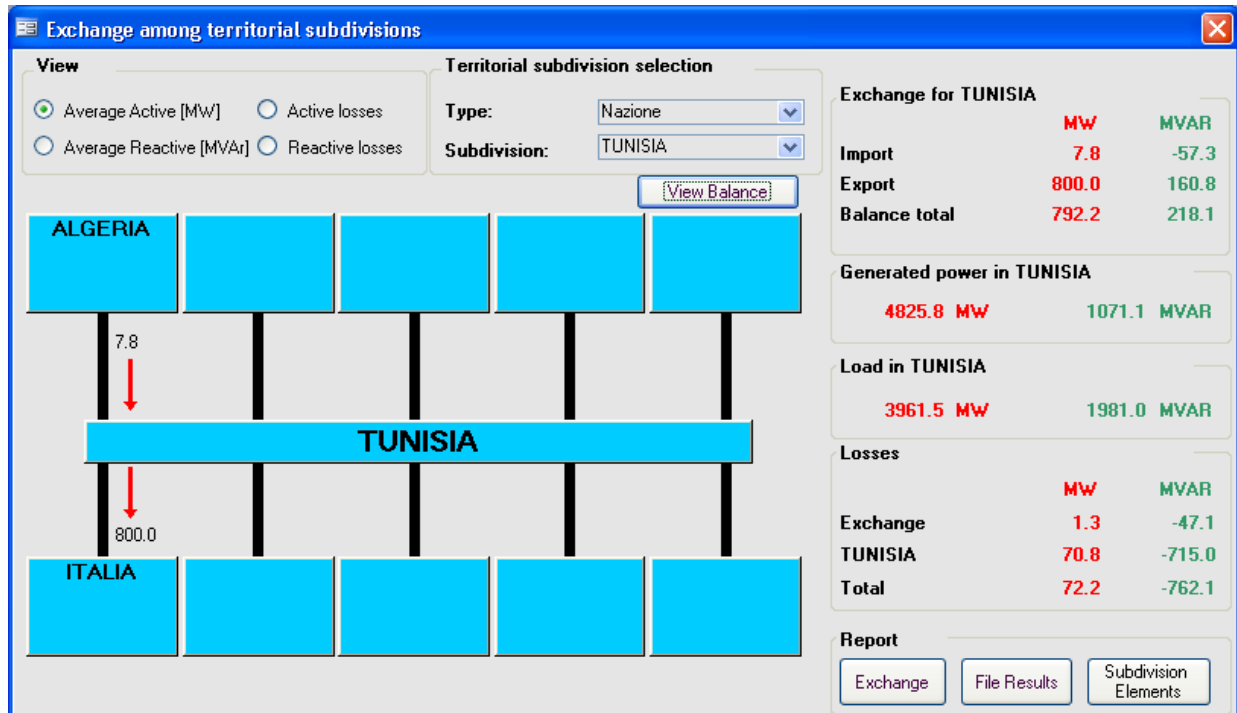 Exchange among territorial subdivisions
View
Average Active [MW] Active losses
Average Reactive [MVAr] Reactive losses
Territorial subdivision selection
Type: Nazione
Subdivision: TUNISIA
View Balance
ALGERIA
7.8
TUNISIA
800.0
ITALIA
Exchange for TUNISIA
MW MVAR
Import 7.8 -57.3
Export 800.0 160.8
Balance total 792.2 218.1
Generated power in TUNISIA
4825.8 MW 1071.1 MVAR
Load in TUNISIA
3961.5 MW 1981.0 MVAR
Losses
MW MVAR
Exchange 1.3 -47.1
TUNISIA 70.8 -715.0
Total 72.2 -762.1
Report
Exchange
File Results
Subdivision
Elements